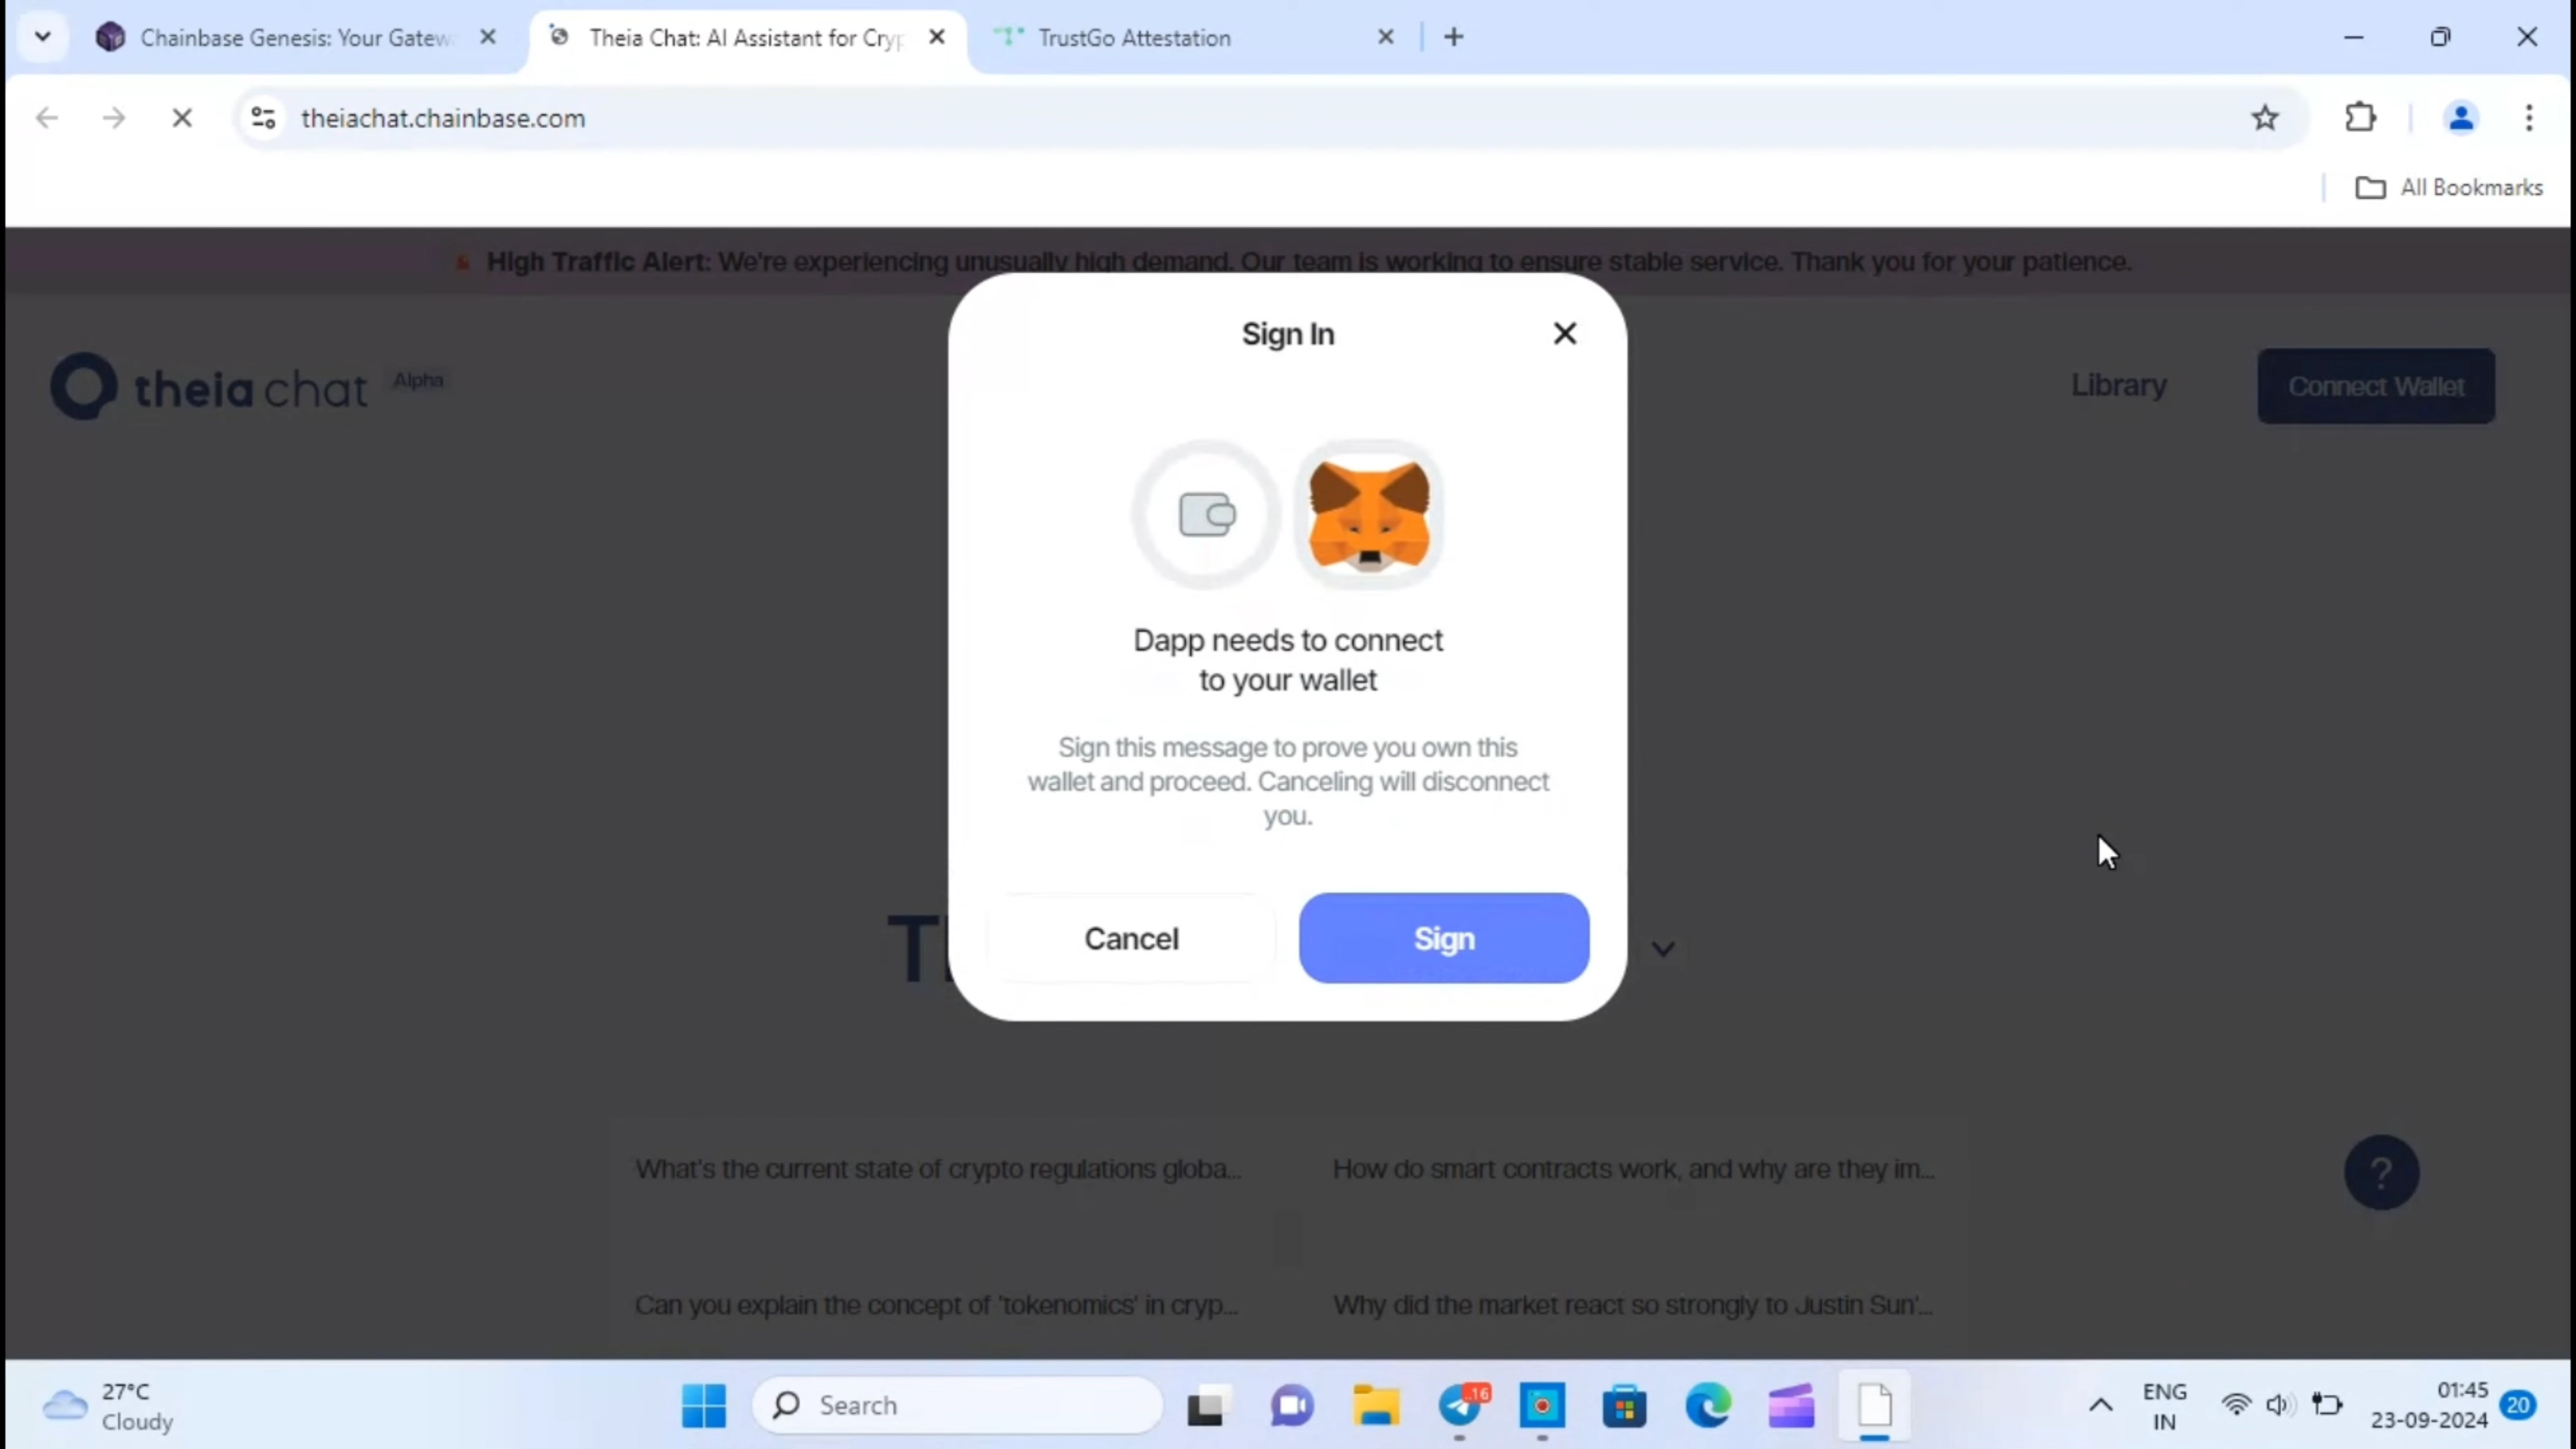 Chainbase Genesis: Your Gatew
Theia Chat: AI Assistant for Cryp
TrustGo Attestation
theiachat.chainbase.com
All Bookmarks
High Traffic Alert: We're experiencing unusually high demand. Our team is working to ensure stable service. Thank you for your patience.
theia chat Alpha
Library
Connect Wallet
Sign In
Dapp needs to connect
to your wallet
Sign this message to prove you own this
wallet and proceed. Canceling will disconnect
you.
Cancel
Sign
What's the current state of crypto regulations globa...
How do smart contracts work, and why are they im...
?
Can you explain the concept of 'tokenomics' in cryp...
Why did the market react so strongly to Justin Sun'...
27°C
Cloudy
Search
16
ENG
IN
01:45
23-09-2024
20